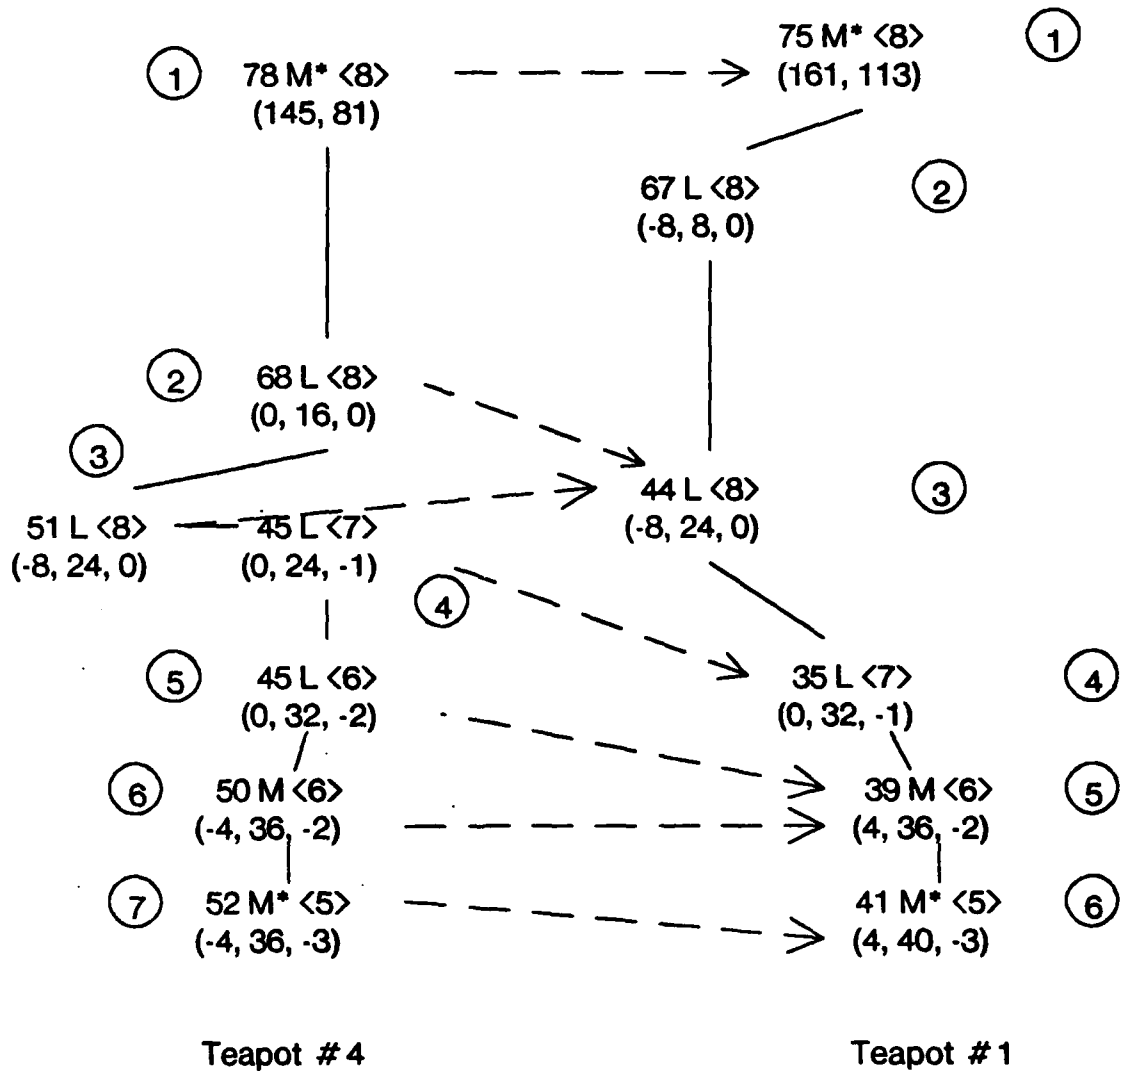 1 78 M* <8> 75 M* <8> 1
(145, 81) (161, 113)
67 L <8> 2
(-8, 8, 0)
2 68 L <8>
(0, 16, 0)
3
51 L <8> 45 L <7> 44 L <8> 3
(-8, 24, 0) (0, 24, -1) (-8, 24, 0)
4
5 45 L <6> 35 L <7> 4
(0, 32, -2) (0, 32, -1)
6 50 M <6> 39 M <6> 5
(-4, 36, -2) (4, 36, -2)
7 52 M* <5> 41 M* <5> 6
(-4, 36, -3) (4, 40, -3)
Teapot #4 Teapot #1